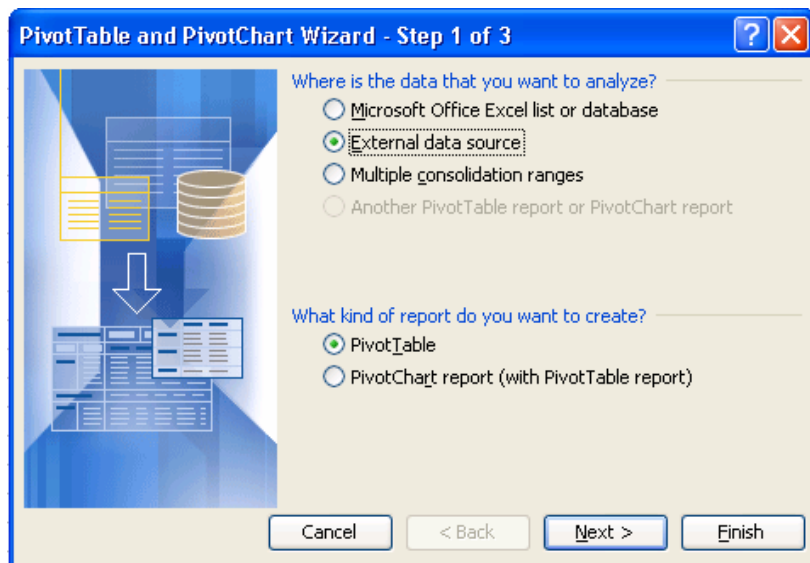 PivotTable and PivotChart Wizard - Step 1 of 3
Where is the data that you want to analyze?
Microsoft Office Excel list or database
External data source
Multiple consolidation ranges
Another PivotTable report or PivotChart report
What kind of report do you want to create?
PivotTable
PivotChart report (with PivotTable report)
Cancel < Back Next > Finish